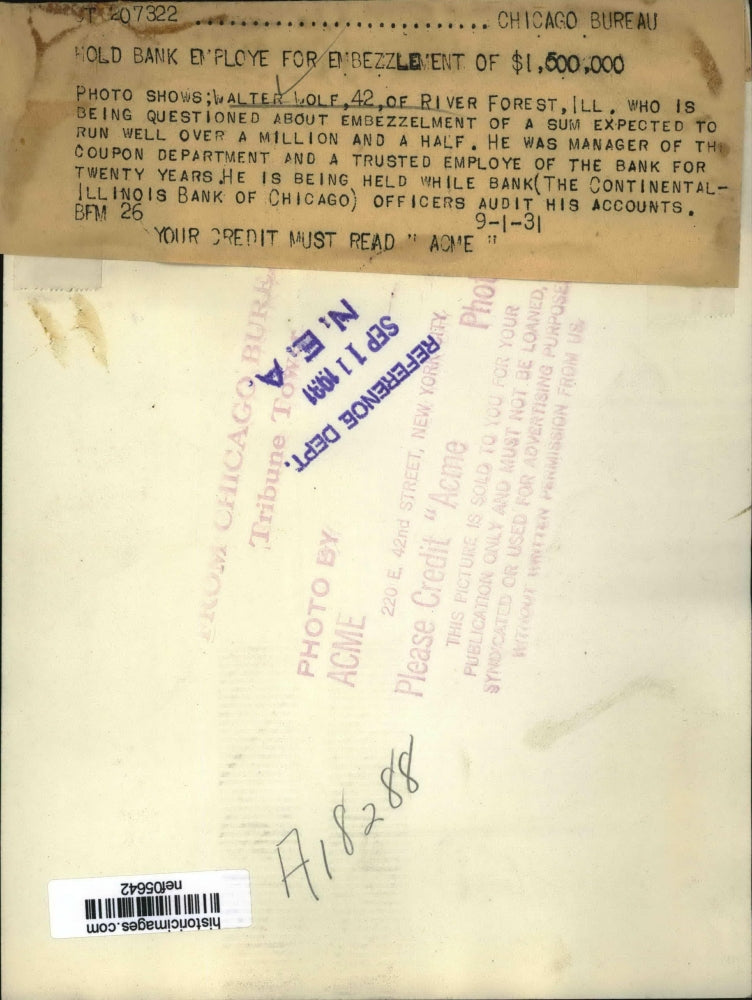 ST 207322 ................................ CHICAGO BUREAU
HOLD BANK EMPLOYE FOR EMBEZZLEMENT OF $1,500,000
PHOTO SHOWS;WALTER WOLF,42,OF RIVER FOREST,ILL. WHO IS
BEING QUESTIONED ABOUT EMBEZZELMENT OF A SUM EXPECTED TO
RUN WELL OVER A MILLION AND A HALF. HE WAS MANAGER OF THE
COUPON DEPARTMENT AND A TRUSTED EMPLOYE OF THE BANK FOR
TWENTY YEARS.HE IS BEING HELD WHILE BANK(THE CONTINENTAL-
ILLINOIS BANK OF CHICAGO) OFFICERS AUDIT HIS ACCOUNTS.
BFM 26 9-1-31
YOUR CREDIT MUST READ " ACME "
FROM CHICAGO BUREAU
Tribune Tower
N. E. A.
SEP 11 1931
REFERENCE DEPT.
PHOTO BY
ACME
220 E. 42nd STREET, NEW YORK CITY
Please Credit "Acme Photo
THIS PICTURE IS SOLD TO YOU FOR YOUR
PUBLICATION ONLY AND MUST NOT BE LOANED,
SYNDICATED OR USED FOR ADVERTISING PURPOSE
WITHOUT WRITTEN PERMISSION FROM US.
A18288
historicimages.com
nef05642